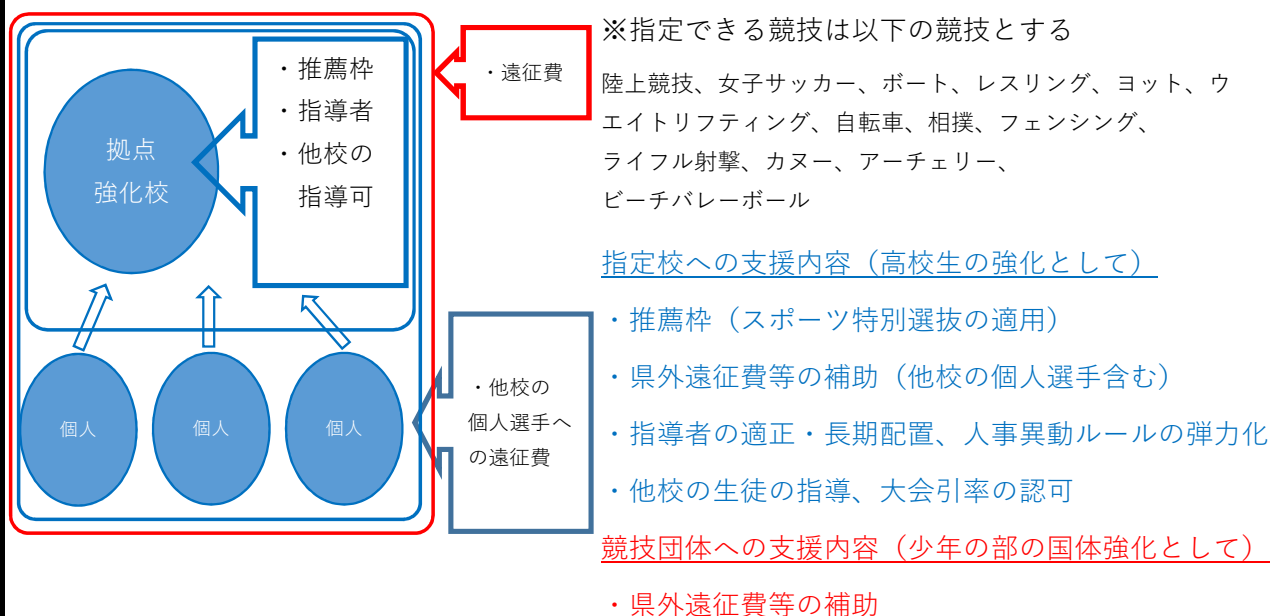 ・推薦枠
・指導者
・他校の
指導可
拠点
強化校
・遠征費
個人
個人
個人
・他校の
個人選手へ
の遠征費
※指定できる競技は以下の競技とする
陸上競技、女子サッカー、ボート、レスリング、ヨット、ウ
エイトリフティング、自転車、相撲、フェンシング、
ライフル射撃、カヌー、アーチェリー、
ビーチバレーボール
指定校への支援内容（高校生の強化として）
・推薦枠（スポーツ特別選抜の適用）
・県外遠征費等の補助（他校の個人選手含む）
・指導者の適正・長期配置、人事異動ルールの弾力化
・他校の生徒の指導、大会引率の認可
競技団体への支援内容（少年の部の国体強化として）
・県外遠征費等の補助